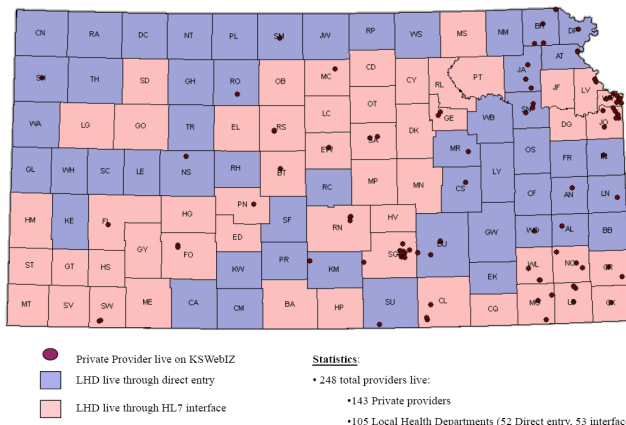 CN RA DC NT PL SM JW RP WS MS NM BR DP
SH TH SD GH RO OB MC CD CY RL PT JA AT
WA LG GO TR EL RS LC OT DK GE WB SN JF LV
GL WH SC LE NS RH BT EW SA MR OS DG JO
RC MP MN CS LY FR MI
HM KE FI HG PN SF RN HV CF AN LN
GY FO ED SG BU GW WO AL BB
ST GT HS KW PR KM EK WL NO CR
MT SV SW ME CA CM BA HP SU CL CQ MG LB CK
Private Provider live on KSWebIZ
LHD live through direct entry
LHD live through HL7 interface
Statistics:
• 248 total providers live:
•143 Private providers
•105 Local Health Departments (52 Direct entry, 53 interface